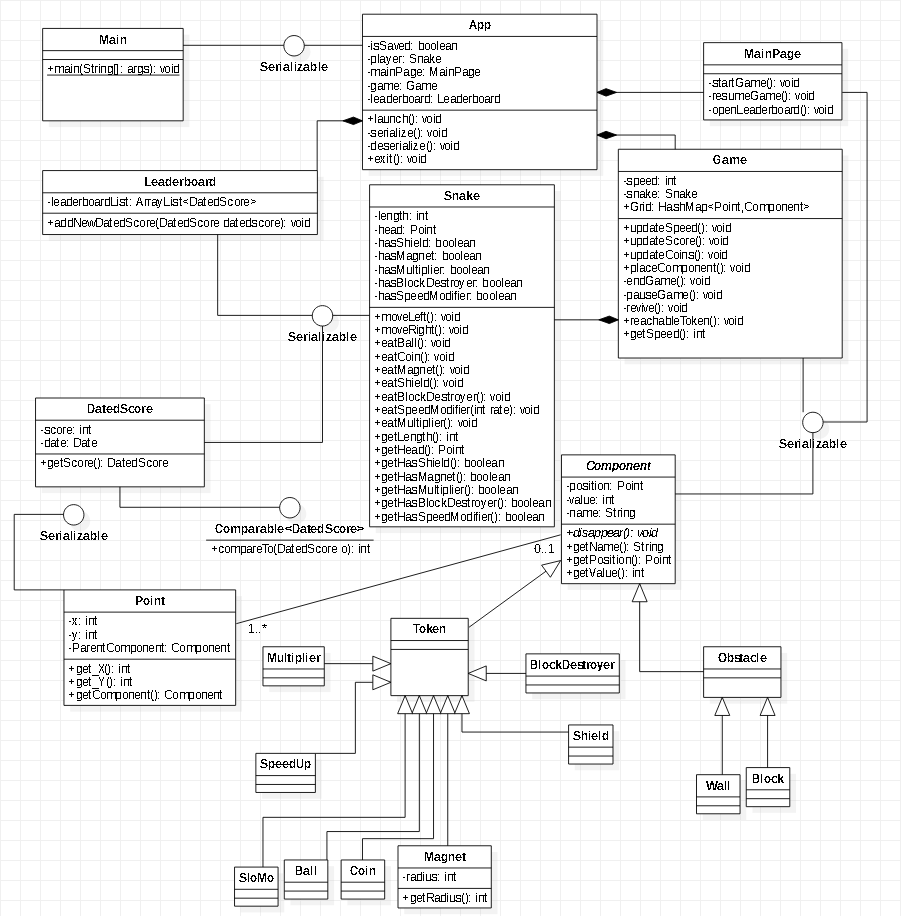 Main
+main(String[]: args): void
Serializable
App
-isSaved: boolean
-player: Snake
-mainPage: MainPage
-game: Game
-leaderboard: Leaderboard
+launch(): void
-serialize(): void
-deserialize(): void
+exit(): void
MainPage
-startGame(): void
-resumeGame(): void
-openLeaderboard(): void
Leaderboard
-leaderboardList: ArrayList<DatedScore>
+addNewDatedScore(DatedScore datedscore): void
Snake
-length: int
-head: Point
-hasShield: boolean
-hasMagnet: boolean
-hasMultiplier: boolean
-hasBlockDestroyer: boolean
-hasSpeedModifier: boolean
+moveLeft(): void
+moveRight(): void
+eatBall(): void
+eatCoin(): void
+eatMagnet(): void
+eatShield(): void
+eatBlockDestroyer(): void
+eatSpeedModifier(int rate): void
+eatMultiplier(): void
+getLength(): int
+getHead(): Point
+getHasShield(): boolean
+getHasMagnet(): boolean
+getHasMultiplier(): boolean
+getHasBlockDestroyer(): boolean
+getHasSpeedModifier(): boolean
Game
-speed: int
-snake: Snake
+Grid: HashMap<Point,Component>
+updateSpeed(): void
+updateScore(): void
+updateCoins(): void
+placeComponent(): void
-endGame(): void
-pauseGame(): void
-revive(): void
+reachableToken(): void
+getSpeed(): int
Serializable
DatedScore
-score: int
-date: Date
+getScore(): DatedScore
Serializable
Comparable<DatedScore>
+compareTo(DatedScore o): int
Serializable
Component
-position: Point
-value: int
-name: String
+disappear(): void
+getName(): String
+getPosition(): Point
+getValue(): int
0..1
1..*
Point
-x: int
-y: int
-ParentComponent: Component
+get_X(): int
+get_Y(): int
+getComponent(): Component
Token
Multiplier
BlockDestroyer
Obstacle
SpeedUp
Shield
Wall
Block
SloMo
Ball
Coin
Magnet
-radius: int
+getRadius(): int